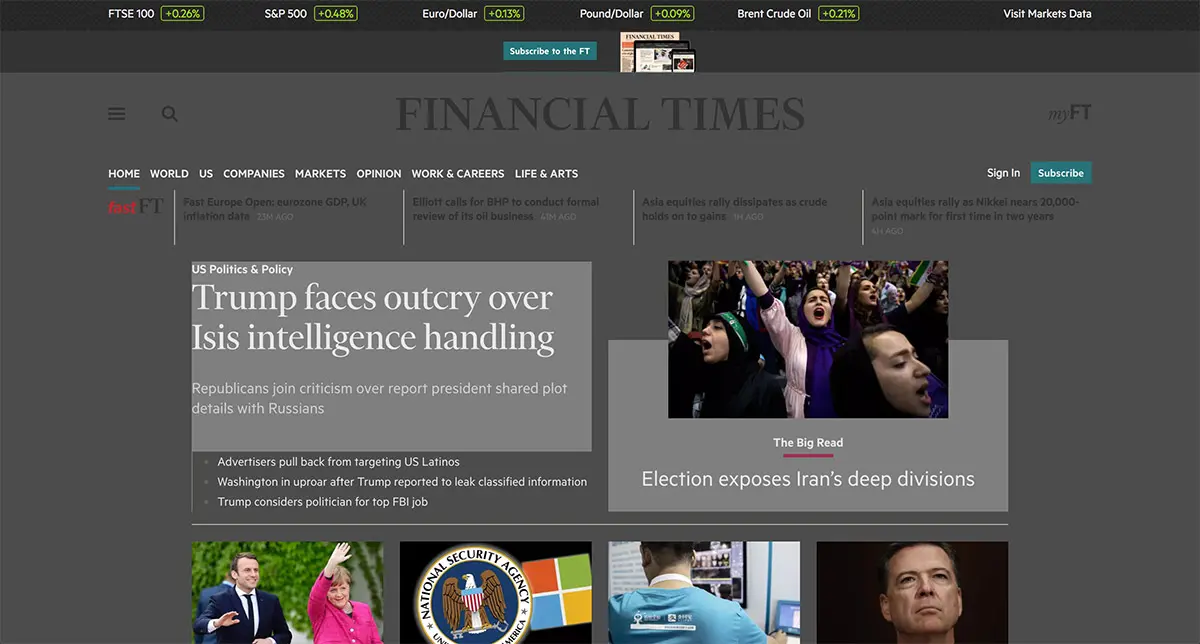 FTSE 100 +0.26% S&P 500 +0.48% Euro/Dollar +0.13% Pound/Dollar +0.09% Brent Crude Oil +0.21% Visit Markets Data
Subscribe to the FT
FINANCIAL TIMES
FINANCIAL TIMES
myFT
HOME WORLD US COMPANIES MARKETS OPINION WORK & CAREERS LIFE & ARTS Sign In Subscribe
fastFT
Fast Europe Open: eurozone GDP, UK
inflation date 23M AGO
Elliott calls for BHP to conduct formal
review of its oil business 41M AGO
Asia equities rally dissipates as crude
holds on to gains 1H AGO
Asia equities rally as Nikkei nears 20,000-
point mark for first time in two years
4H AGO
US Politics & Policy
Trump faces outcry over
Isis intelligence handling
Republicans join criticism over report president shared plot
details with Russians
Advertisers pull back from targeting US Latinos
Washington in uproar after Trump reported to leak classified information
Trump considers politician for top FBI job
The Big Read
Election exposes Iran's deep divisions
NATIONAL SECURITY AGENCY